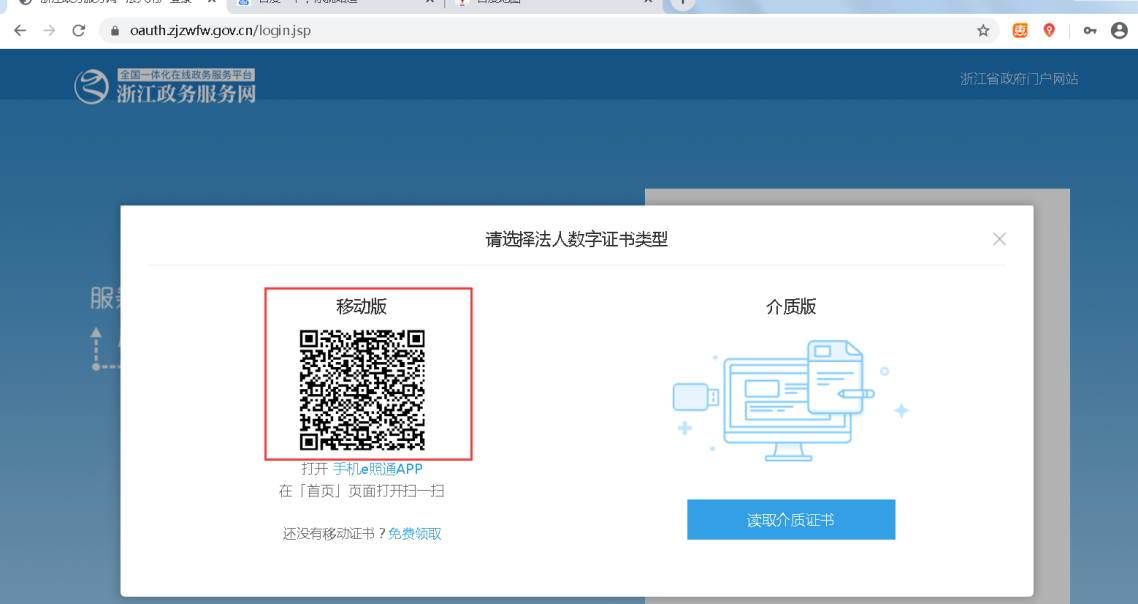 oauth.zjzwfw.gov.cn/login.jsp
全国一体化在线政务服务平台
浙江政务服务网
浙江省政府门户网站
请选择法人数字证书类型
服
移动版
介质版
打开 手机e照通APP
在「首页」页面打开扫一扫
还没有移动证书？免费领取
读取介质证书